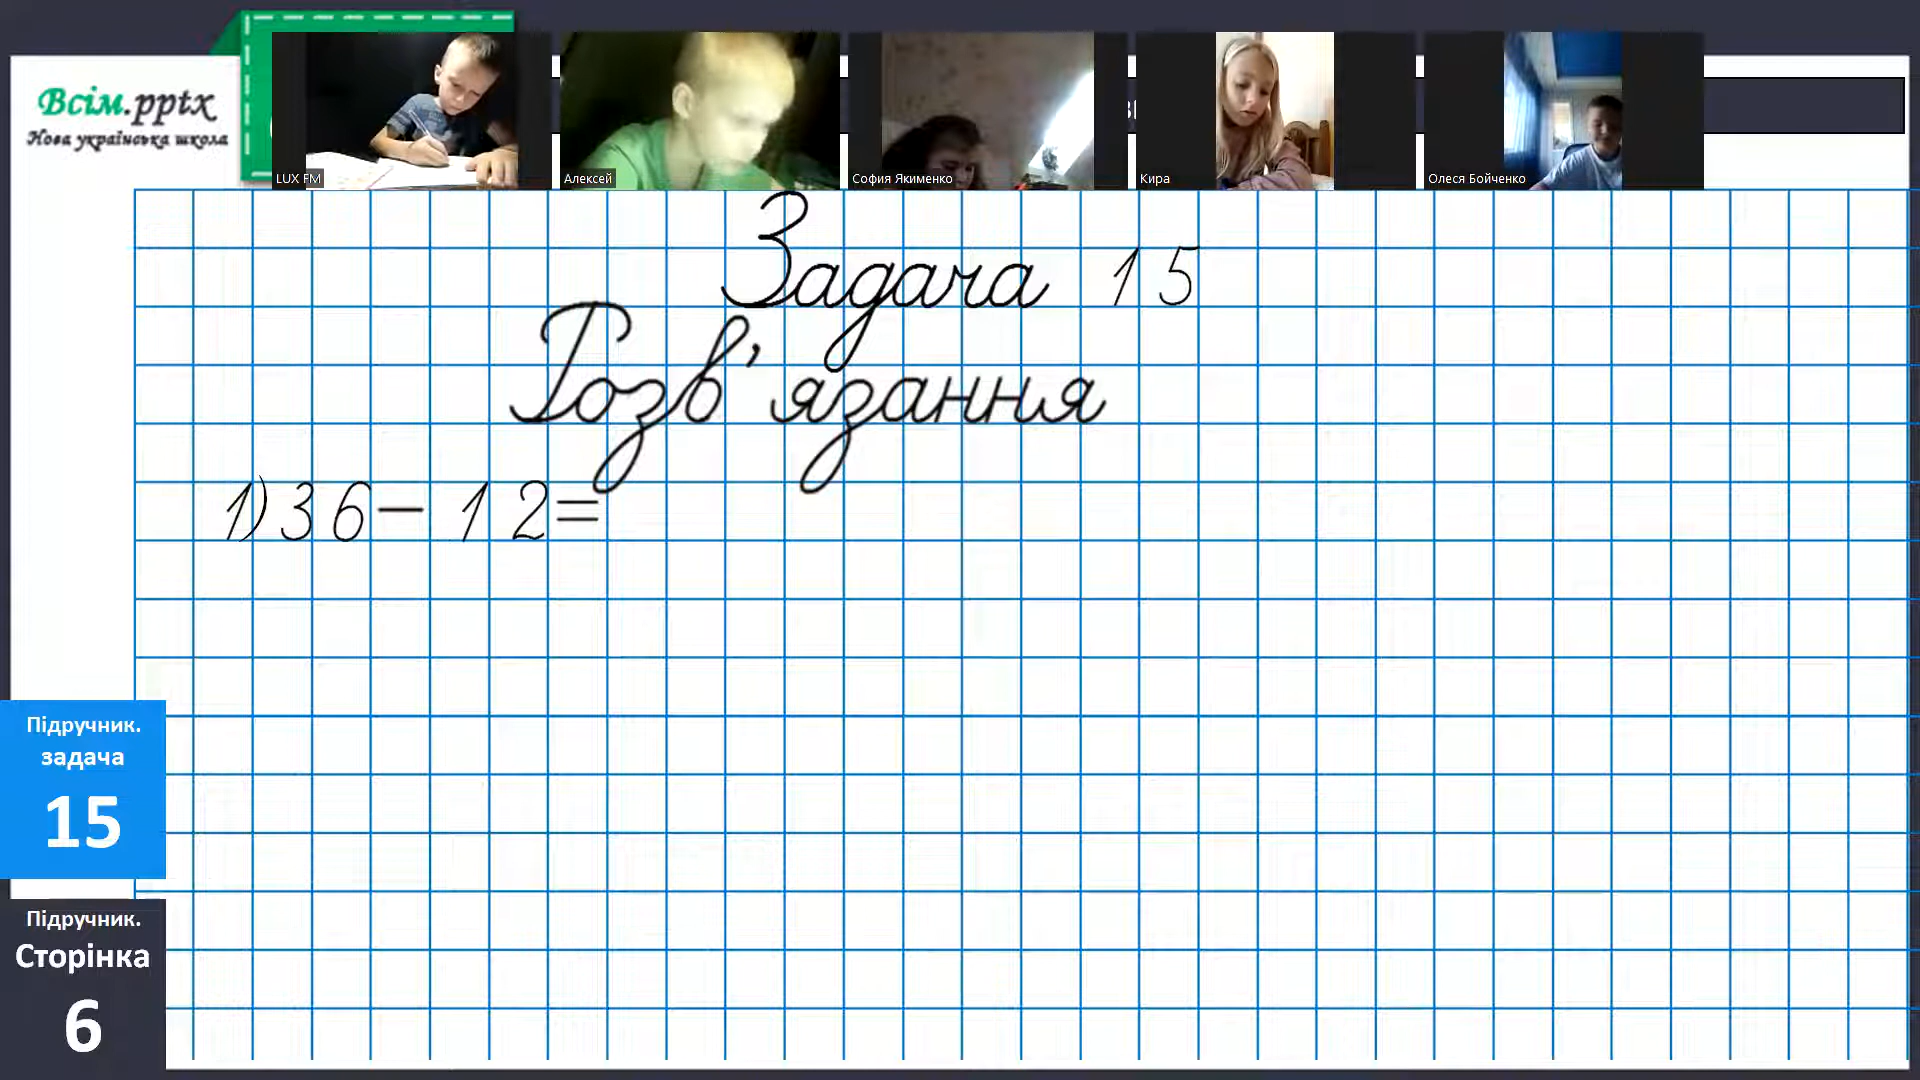 Всім.pptx
Нова українська школа
LUX FM
Алексей
София Якименко
Кира
Олеся Бойченко
Задача 15
Розв'язання
1) 36 - 12 =
Підручник.
задача
15
Підручник.
Сторінка
6